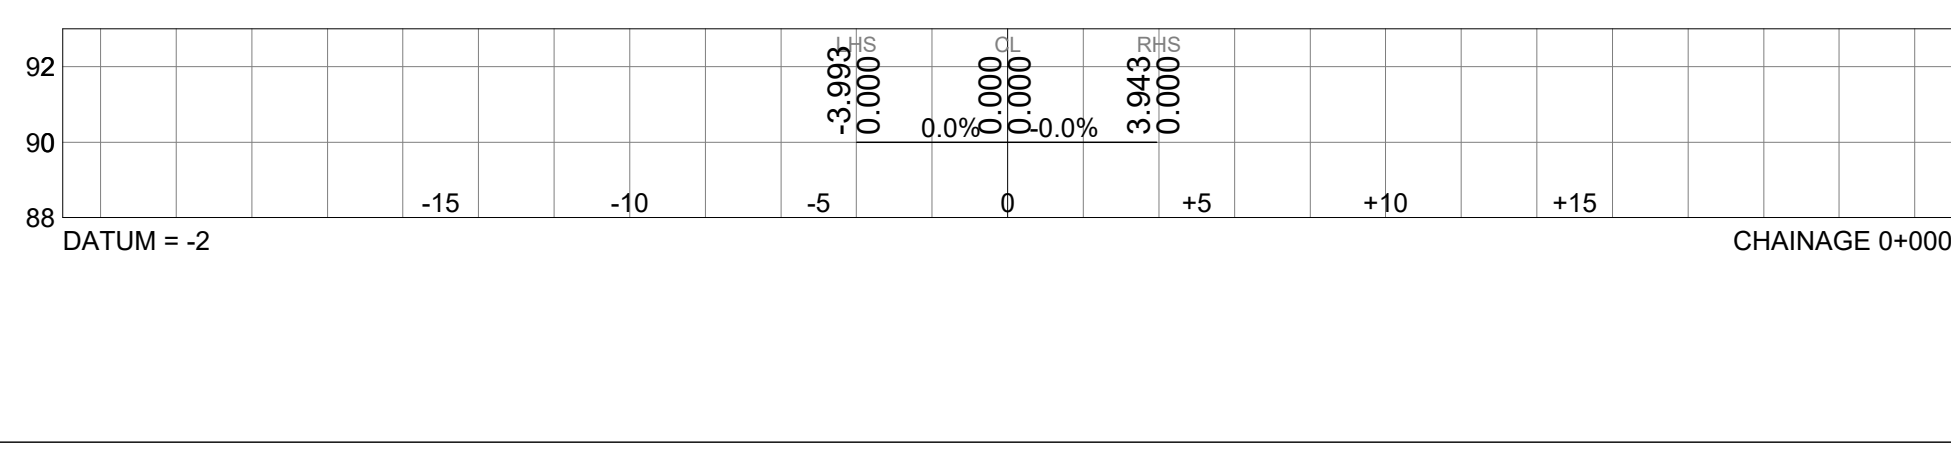 LHS CL RHS
92
-3.993 0.000 0.000 0.000 3.943 0.000
0.0% -0.0%
90
-15 -10 -5 0 +5 +10 +15
88
DATUM = -2 CHAINAGE 0+000